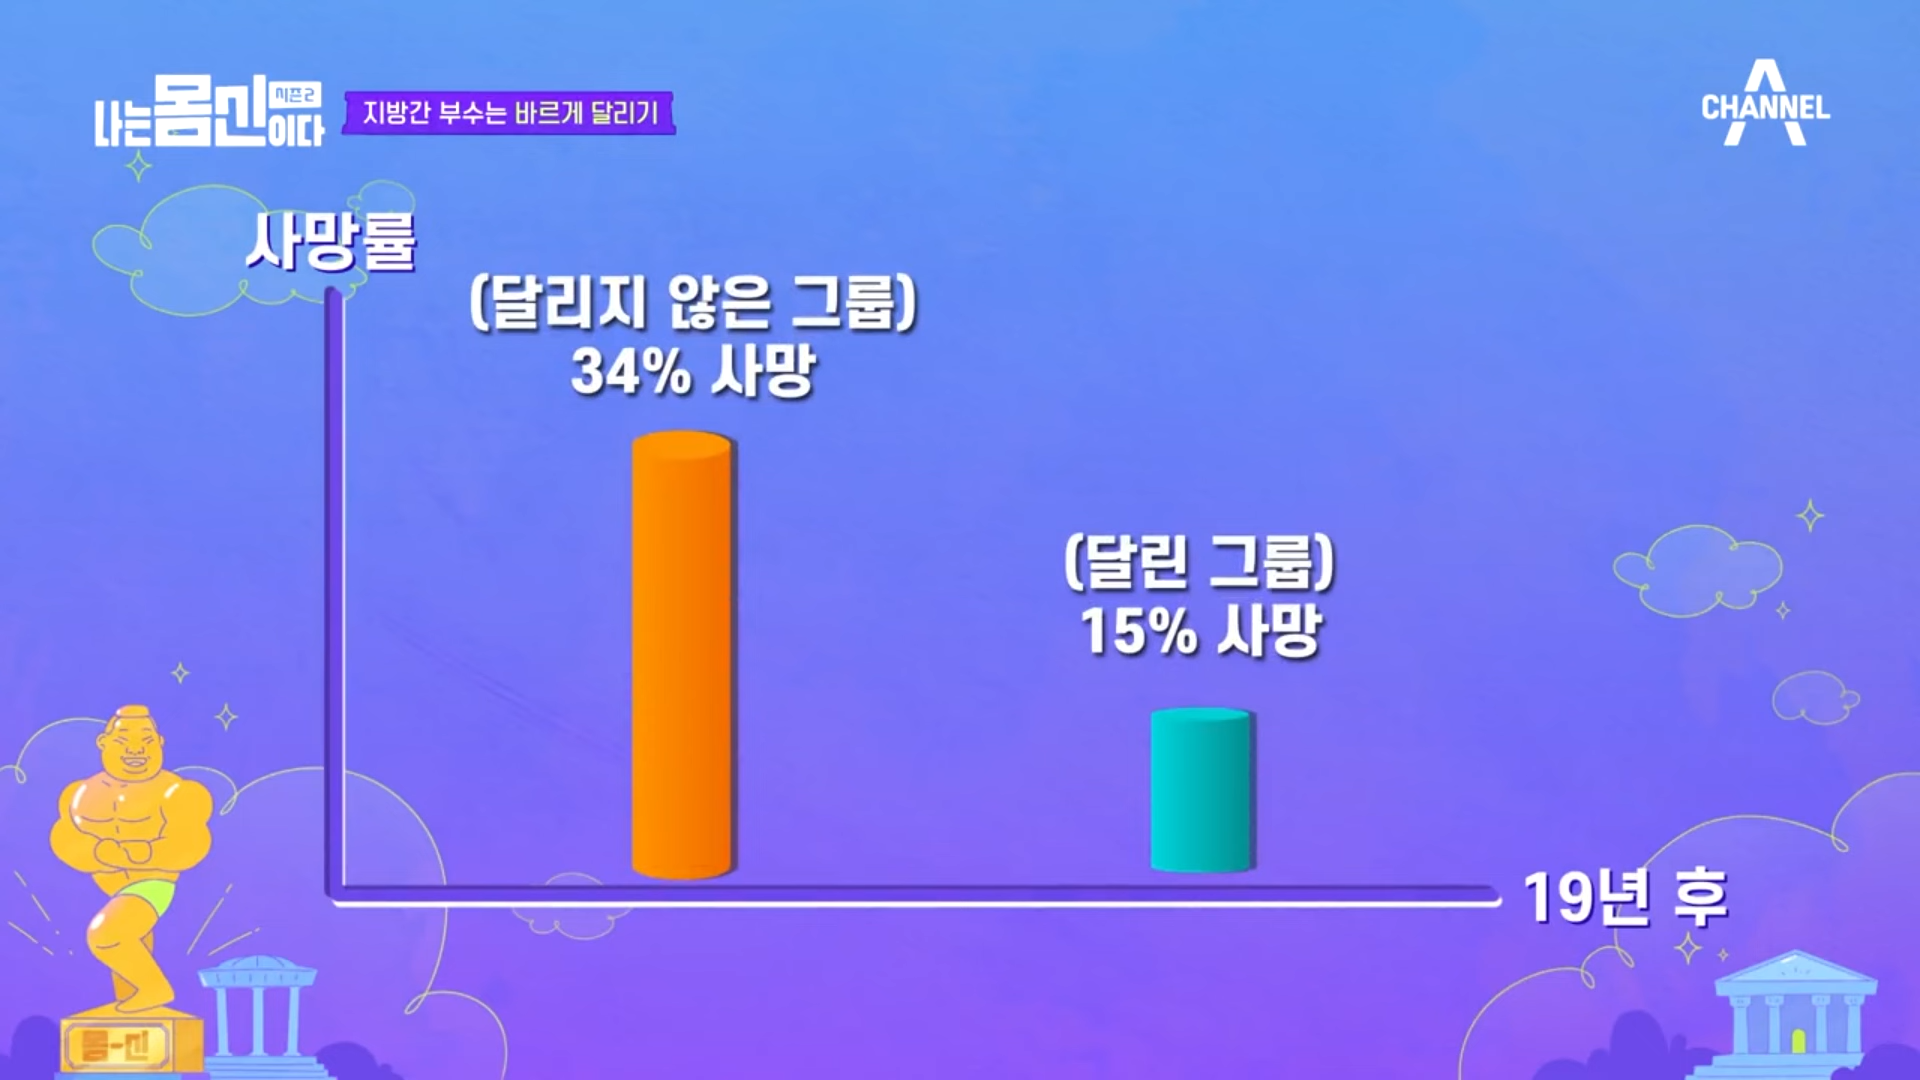 나는 몸신이다 시즌2
지방간 부수는 바르게 달리기
CHANNEL A
사망률
(달리지 않은 그룹)
34% 사망
(달린 그룹)
15% 사망
19년 후
몸-신